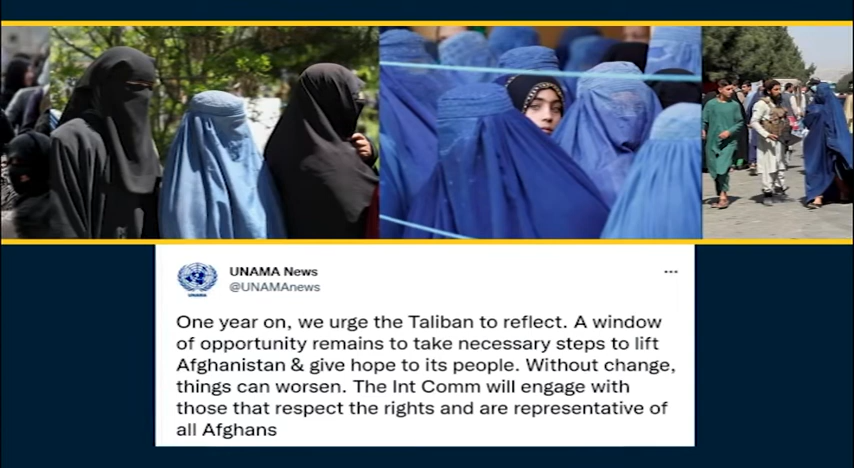 UNAMA News
@UNAMAnews
One year on, we urge the Taliban to reflect. A window
of opportunity remains to take necessary steps to lift
Afghanistan & give hope to its people. Without change,
things can worsen. The Int Comm will engage with
those that respect the rights and are representative of
all Afghans
UNAMA